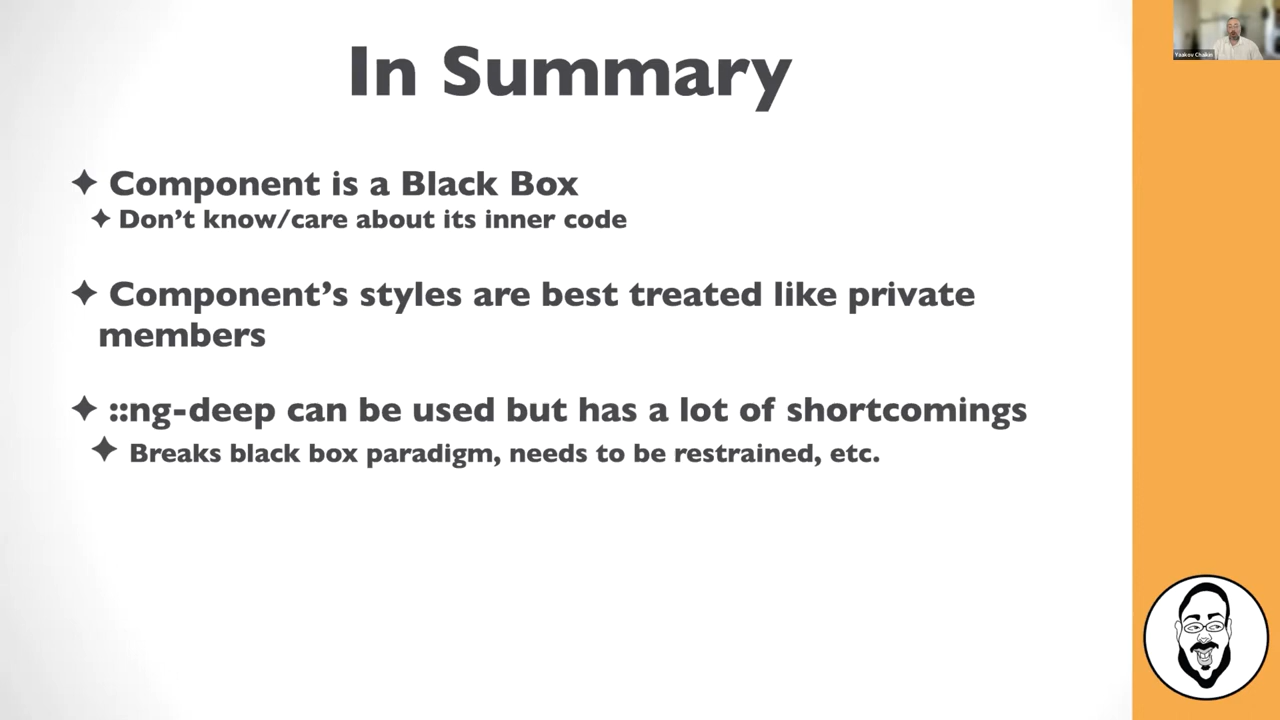 Yaakov Chaikin
In Summary
✦ Component is a Black Box
✦ Don’t know/care about its inner code
✦ Component’s styles are best treated like private
members
✦ ::ng-deep can be used but has a lot of shortcomings
✦ Breaks black box paradigm, needs to be restrained, etc.